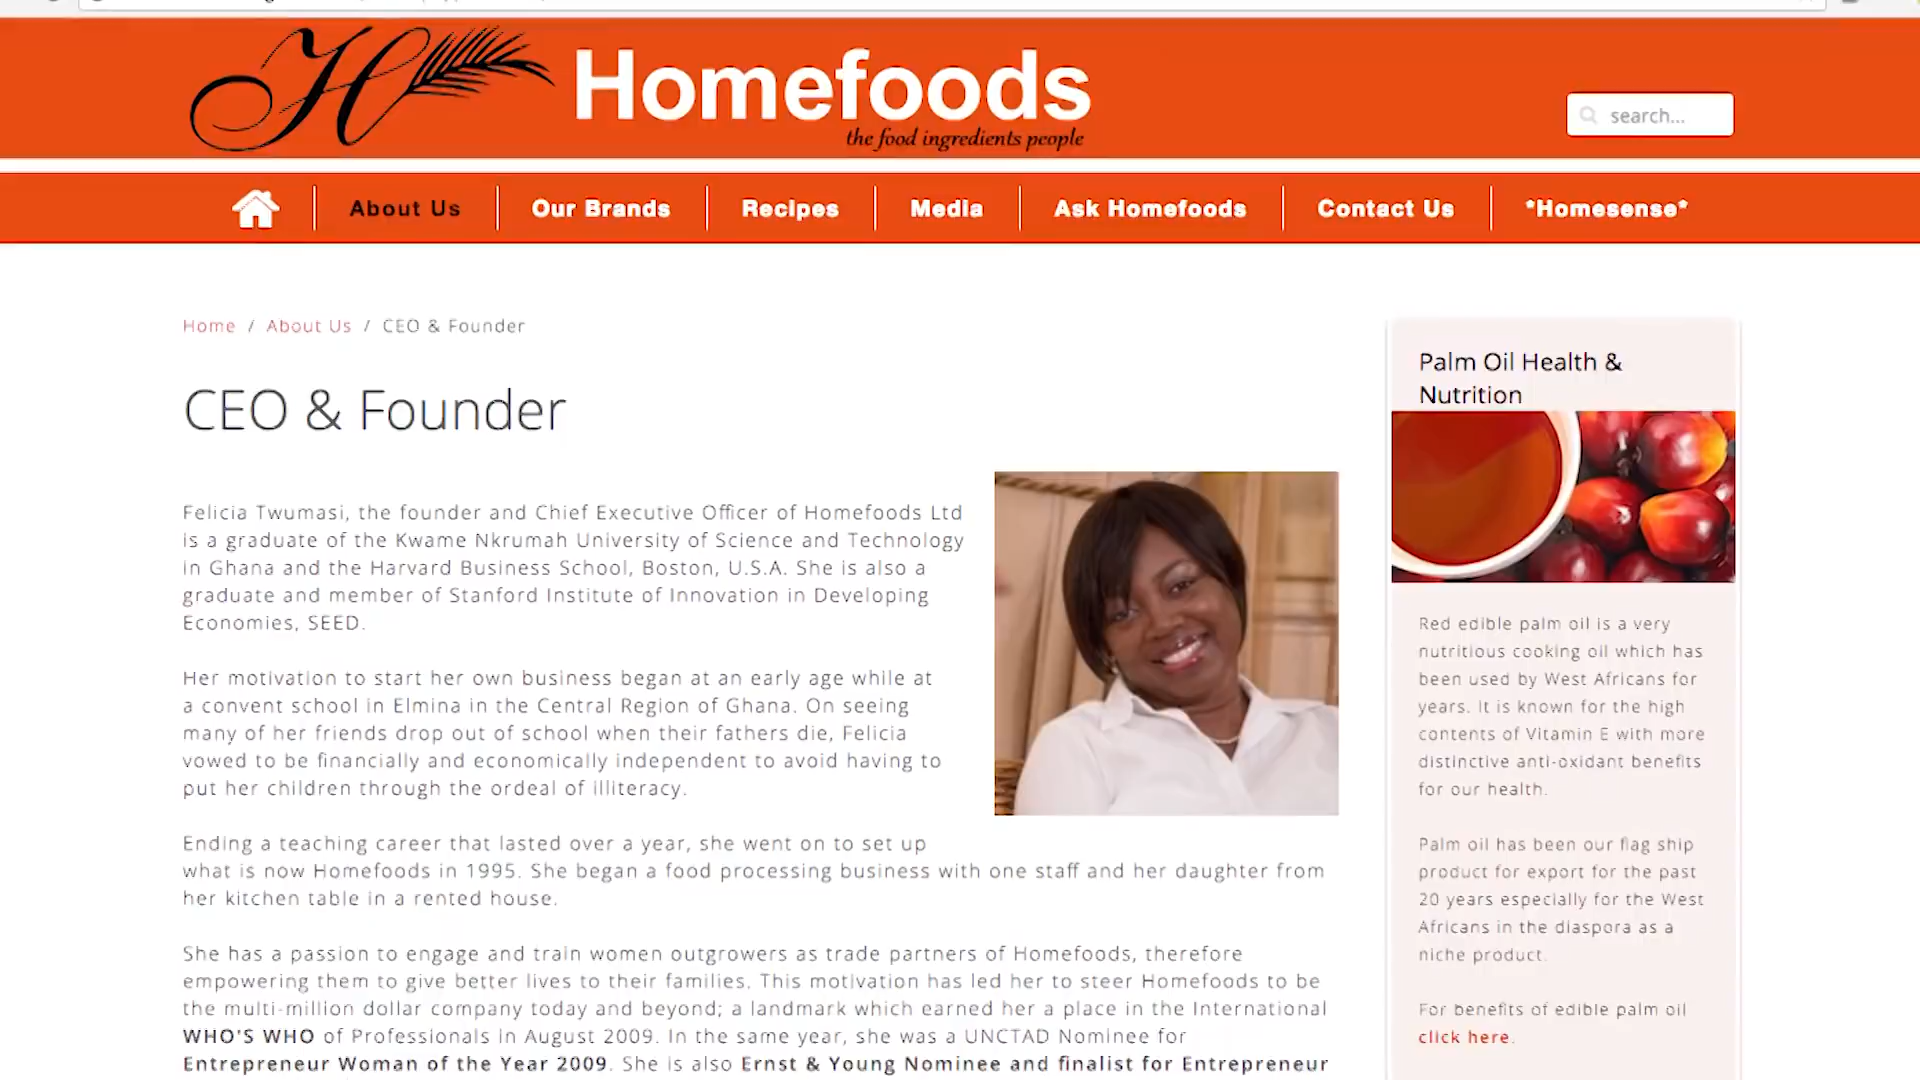 Homefoods
the food ingredients people
search...
About Us
Our Brands
Recipes
Media
Ask Homefoods
Contact Us
*Homesense*
Home / About Us / CEO & Founder
CEO & Founder
Felicia Twumasi, the founder and Chief Executive Officer of Homefoods Ltd
is a graduate of the Kwame Nkrumah University of Science and Technology
in Ghana and the Harvard Business School, Boston, U.S.A. She is also a
graduate and member of Stanford Institute of Innovation in Developing
Economies, SEED.
Her motivation to start her own business began at an early age while at
a convent school in Elmina in the Central Region of Ghana. On seeing
many of her friends drop out of school when their fathers die, Felicia
vowed to be financially and economically independent to avoid having to
put her children through the ordeal of illiteracy.
Ending a teaching career that lasted over a year, she went on to set up
what is now Homefoods in 1995. She began a food processing business with one staff and her daughter from
her kitchen table in a rented house.
She has a passion to engage and train women outgrowers as trade partners of Homefoods, therefore
empowering them to give better lives to their families. This motivation has led her to steer Homefoods to be
the multi-million dollar company today and beyond; a landmark which earned her a place in the International
WHO'S WHO of Professionals in August 2009. In the same year, she was a UNCTAD Nominee for
Entrepreneur Woman of the Year 2009. She is also Ernst & Young Nominee and finalist for Entrepreneur
Palm Oil Health &
Nutrition
Red edible palm oil is a very
nutritious cooking oil which has
been used by West Africans for
years. It is known for the high
contents of Vitamin E with more
distinctive anti-oxidant benefits
for our health.
Palm oil has been our flag ship
product for export for the past
20 years especially for the West
Africans in the diaspora as a
niche product.
For benefits of edible palm oil
click here.